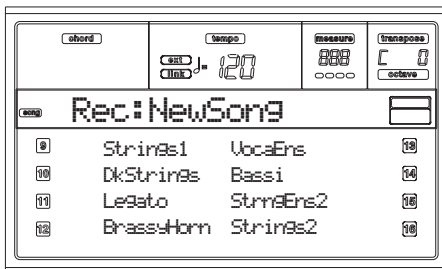 chord tempo measure transpose
ext link ♩= 120 888 C 0
octave
song Rec:NewSong
9 Strings1 VocaEns 13
10 DkStrings Bassi 14
11 Legato StrngEns2 15
12 BrassyHorn Strings2 16